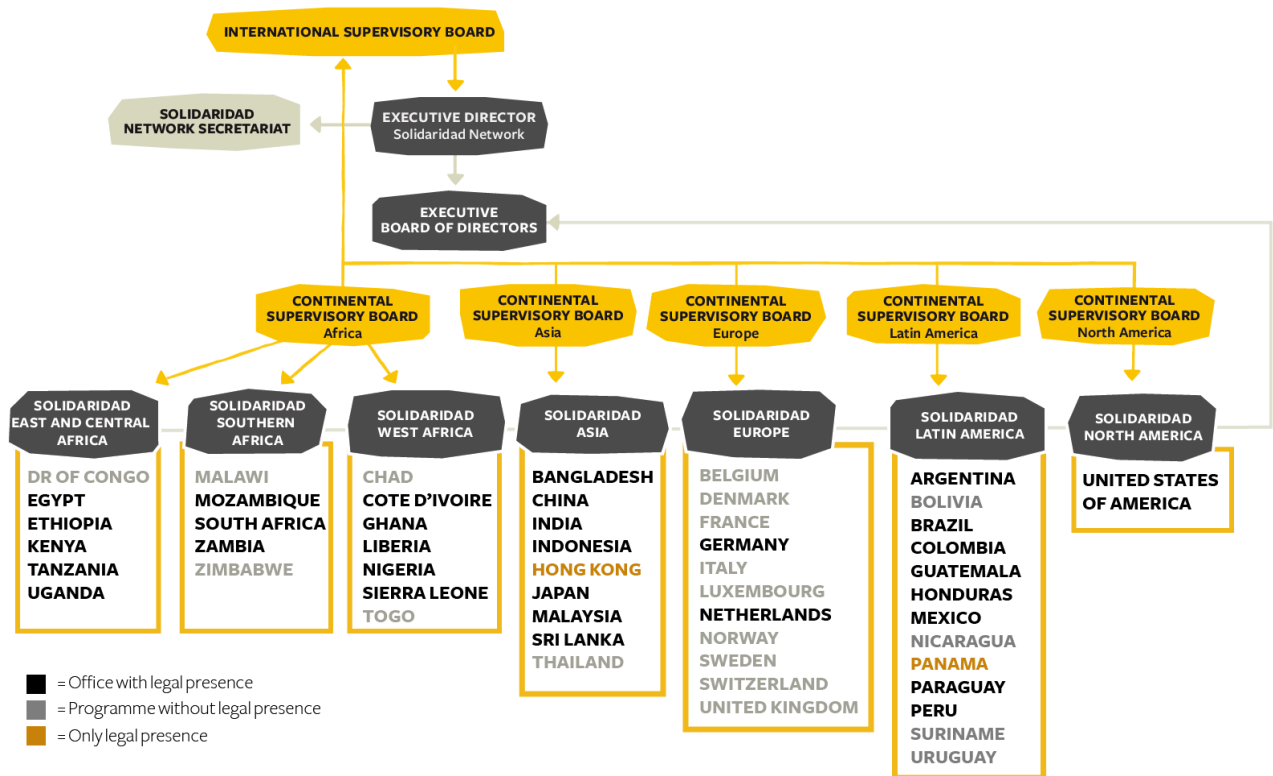 INTERNATIONAL SUPERVISORY BOARD
SOLIDARIDAD
NETWORK SECRETARIAT
EXECUTIVE DIRECTOR
Solidaridad Network
EXECUTIVE
BOARD OF DIRECTORS
CONTINENTAL
SUPERVISORY BOARD
Africa
CONTINENTAL
SUPERVISORY BOARD
Asia
CONTINENTAL
SUPERVISORY BOARD
Europe
CONTINENTAL
SUPERVISORY BOARD
Latin America
CONTINENTAL
SUPERVISORY BOARD
North America
SOLIDARIDAD
EAST AND CENTRAL
AFRICA
DR OF CONGO
EGYPT
ETHIOPIA
KENYA
TANZANIA
UGANDA
SOLIDARIDAD
SOUTHERN
AFRICA
MALAWI
MOZAMBIQUE
SOUTH AFRICA
ZAMBIA
ZIMBABWE
SOLIDARIDAD
WEST AFRICA
CHAD
COTE D’IVOIRE
GHANA
LIBERIA
NIGERIA
SIERRA LEONE
TOGO
SOLIDARIDAD
ASIA
BANGLADESH
CHINA
INDIA
INDONESIA
HONG KONG
JAPAN
MALAYSIA
SRI LANKA
THAILAND
SOLIDARIDAD
EUROPE
BELGIUM
DENMARK
FRANCE
GERMANY
ITALY
LUXEMBOURG
NETHERLANDS
NORWAY
SWEDEN
SWITZERLAND
UNITED KINGDOM
SOLIDARIDAD
LATIN AMERICA
ARGENTINA
BOLIVIA
BRAZIL
COLOMBIA
GUATEMALA
HONDURAS
MEXICO
NICARAGUA
PANAMA
PARAGUAY
PERU
SURINAME
URUGUAY
SOLIDARIDAD
NORTH AMERICA
UNITED STATES
OF AMERICA
= Office with legal presence
= Programme without legal presence
= Only legal presence